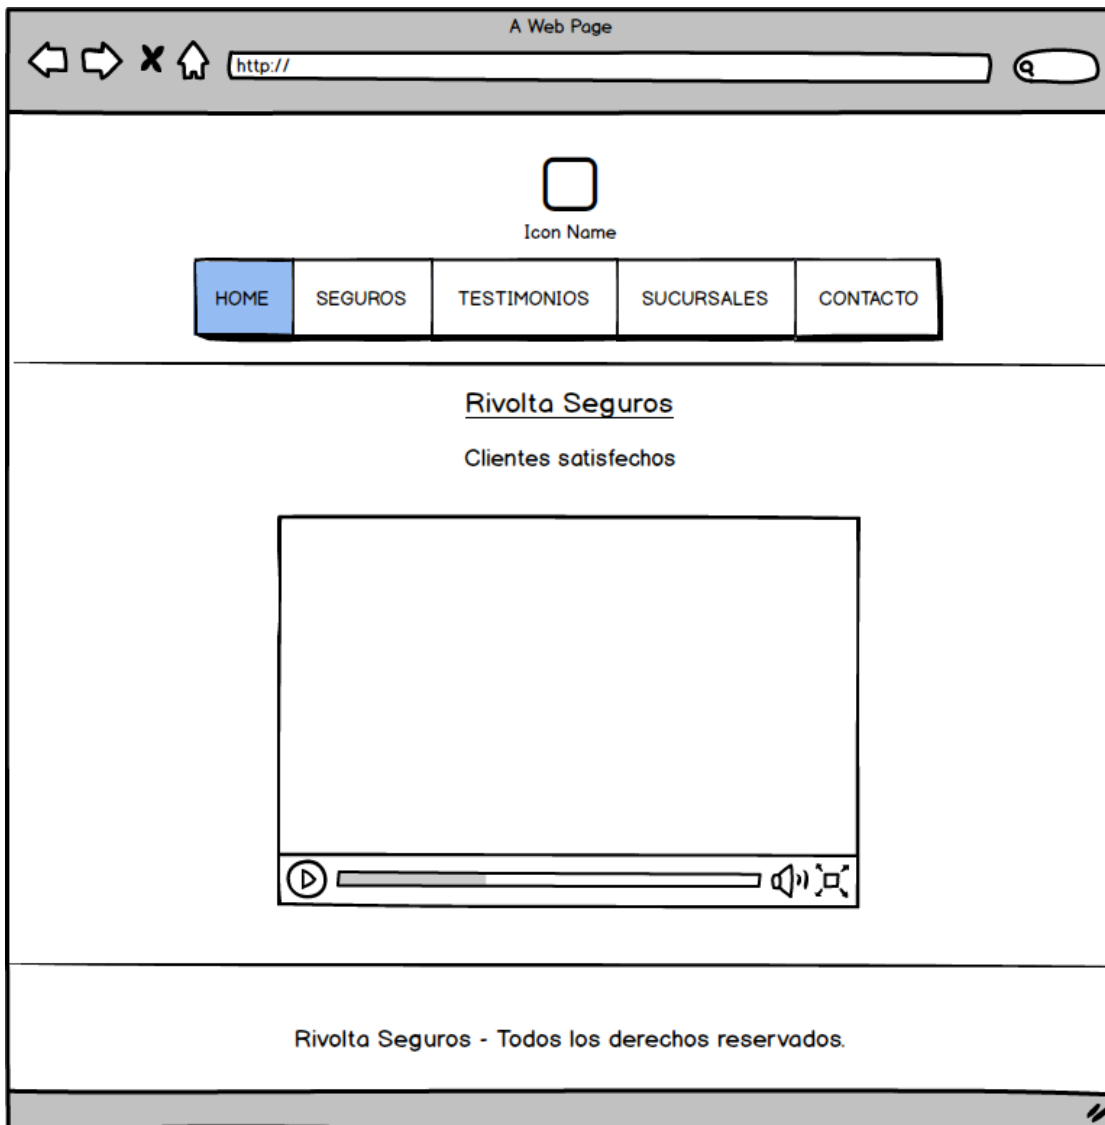 A Web Page
http://
Icon Name
HOME SEGUROS TESTIMONIOS SUCURSALES CONTACTO
Rivolta Seguros
Clientes satisfechos
Rivolta Seguros - Todos los derechos reservados.